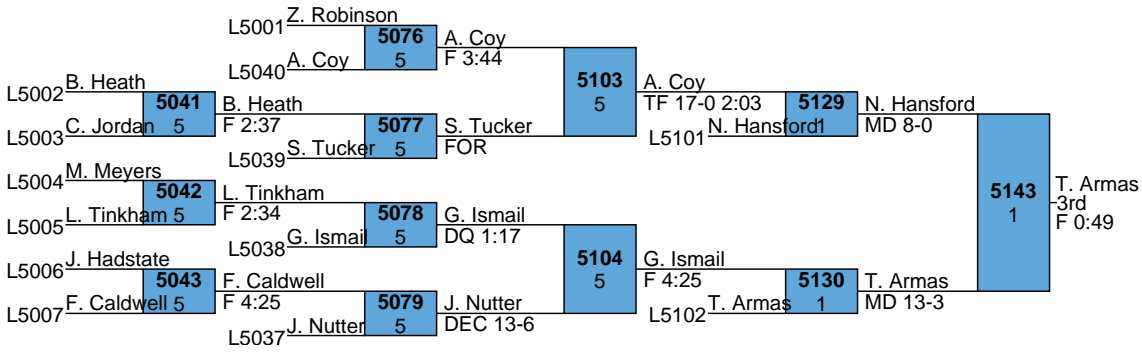 L5001 Z. Robinson
5076
5
A. Coy
F 3:44
L5040 A. Coy
5103
5
A. Coy
TF 17-0 2:03
L5002 B. Heath
5041
5
B. Heath
F 2:37
L5003 C. Jordan
5077
5
S. Tucker
FOR
L5039 S. Tucker
5129
1
N. Hansford
MD 8-0
L5101 N. Hansford
L5004 M. Meyers
5042
5
L. Tinkham
F 2:34
L5005 L. Tinkham
5078
5
G. Ismail
DQ 1:17
L5038 G. Ismail
5143
1
T. Armas
3rd
F 0:49
5104
5
G. Ismail
F 4:25
L5006 J. Hadstate
5043
5
F. Caldwell
F 4:25
L5007 F. Caldwell
5079
5
J. Nutter
DEC 13-6
L5037 J. Nutter
5130
1
T. Armas
MD 13-3
L5102 T. Armas